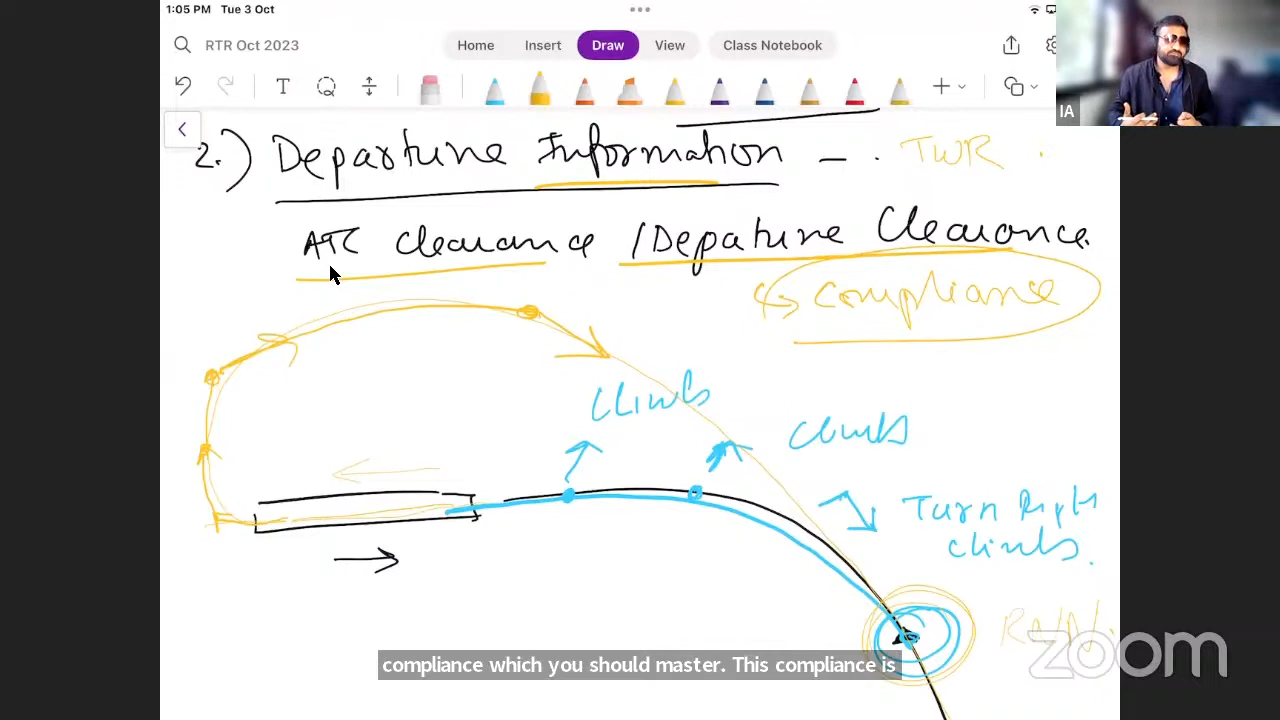 1:05 PM Tue 3 Oct
RTR Oct 2023
Home Insert Draw View Class Notebook
IA
2.) Departure Information - . TWR .
ATC Clearance / Depature Clearance.
↪ Compliance
Climb
Climb
Turn Right
climb.
zoom
compliance which you should master. This compliance is